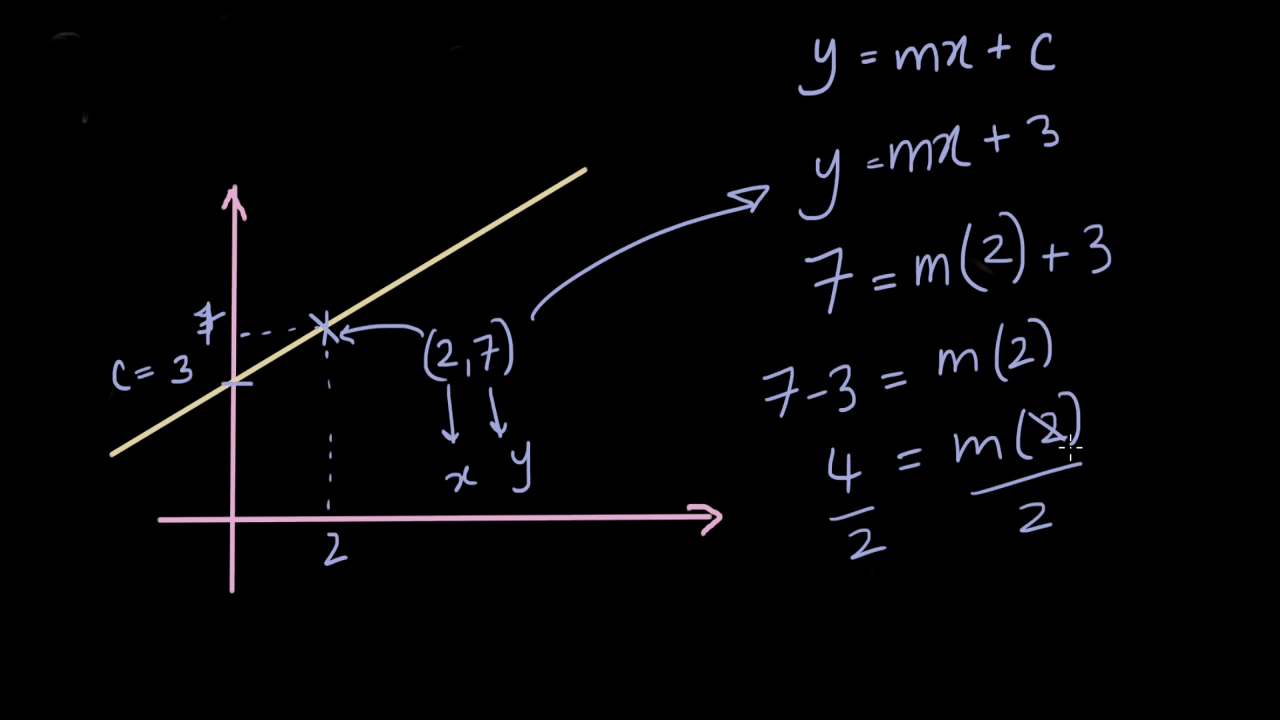 y = mx + c
y = mx + 3
7 = m(2) + 3
7 - 3 = m(2)
4/2 = m(2)/2
7
c = 3
(2,7)
x y
2